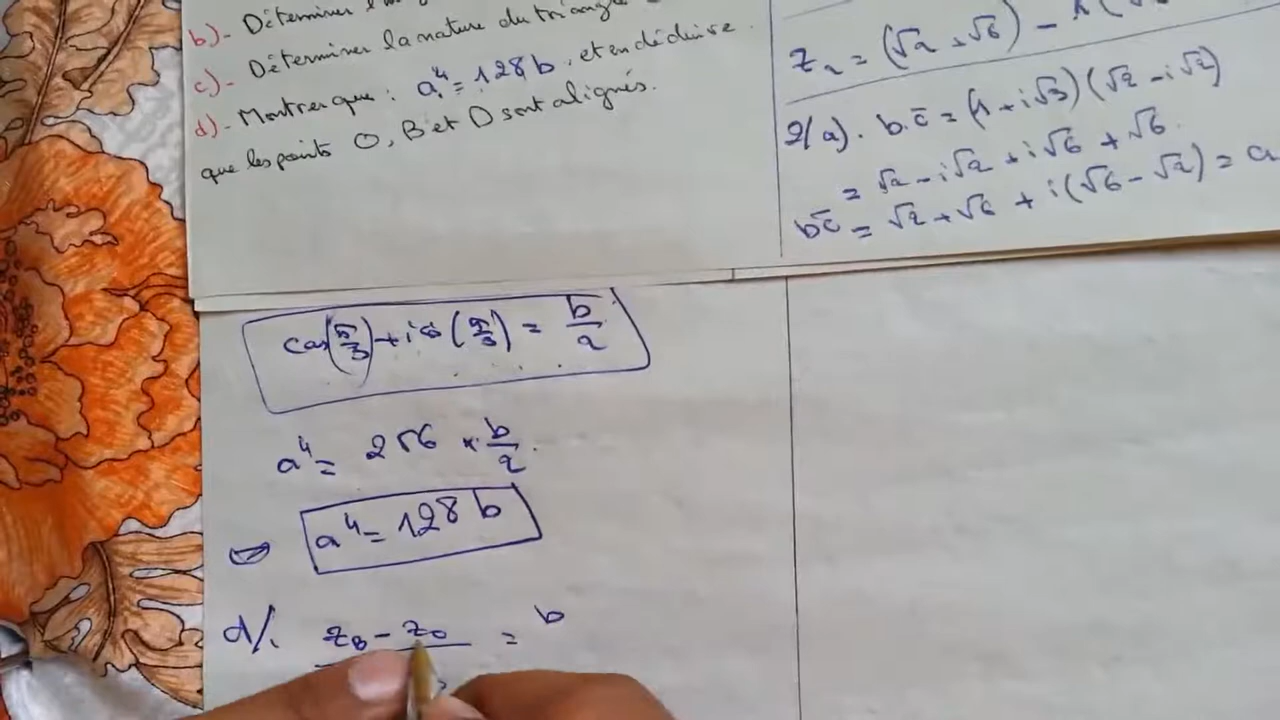 b)- Déterminer
c)- Déterminer la nature du triangle
d)- Montrer que : a⁴ = 128b, et en déduire
que les points O, B et D sont alignés.
z₂ = (√2 + √6) -
2/(a). b.c̅ = (1 + i√3)(√2 - i√2)
= √2 - i√2 + i√6 + √6.
bc̅ = √2 + √6 + i(√6 - √2) = a
cos(π/3) + i (π/3) = b/2
a⁴ = 256 × b/2.
a⁴ = 128 b
d/. z_B - z_O = b